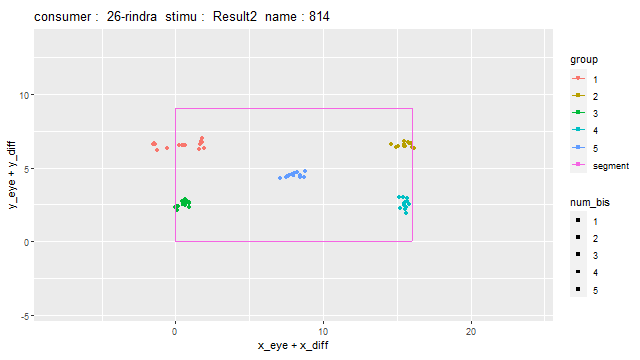 consumer : 26-rindra stimu : Result2 name : 814
y_eye + y_diff
10
5
0
-5
0
10
20
x_eye + x_diff
group
1
2
3
4
5
segment
num_bis
1
2
3
4
5